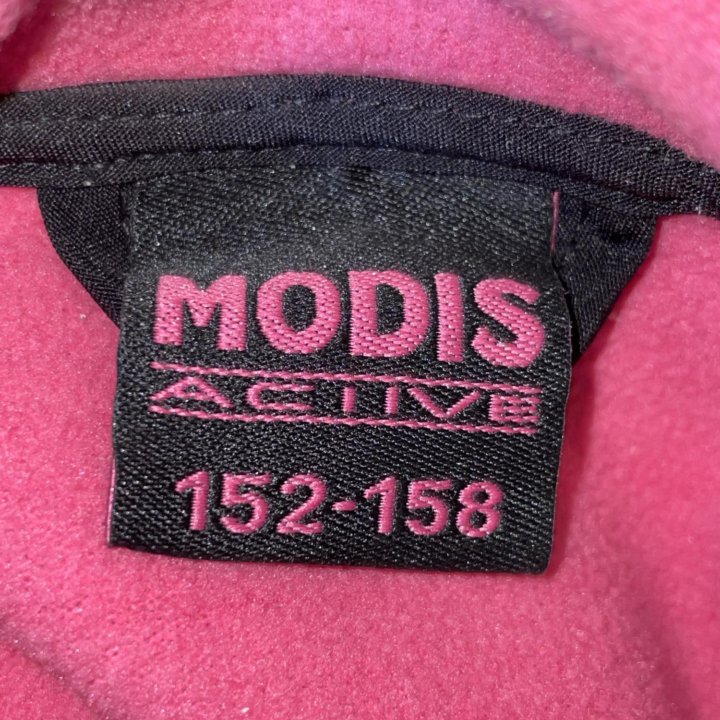 MODIS
ACTIVE
152-158